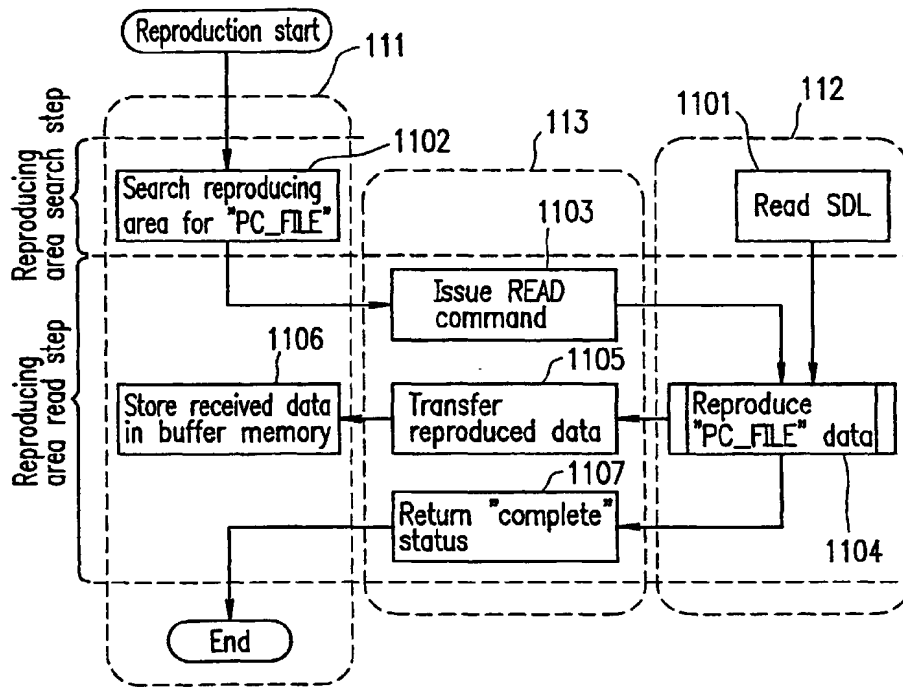 Reproduction start
111
112
1101
113
1102
Reproducing
area search step
Search reproducing
area for "PC_FILE"
Read SDL
1103
Issue READ
command
Reproducing
area read step
1106
1105
Store received data
in buffer memory
Transfer
reproduced data
Reproduce
"PC_FILE" data
1107
1104
Return "complete"
status
End